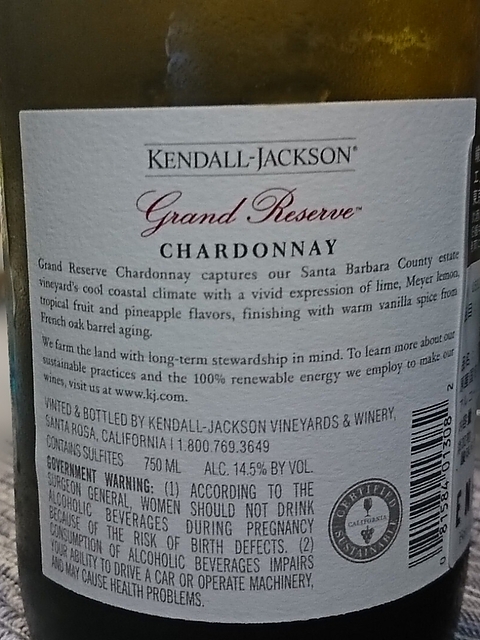 KENDALL-JACKSON®
Grand Reserve™
CHARDONNAY
Grand Reserve Chardonnay captures our Santa Barbara County estate
vineyard's cool coastal climate with a vivid expression of lime, Meyer lemon,
tropical fruit and pineapple flavors, finishing with warm vanilla spice from
French oak barrel aging.
We farm the land with long-term stewardship in mind. To learn more about our
sustainable practices and the 100% renewable energy we employ to make our
wines, visit us at www.kj.com.
VINTED & BOTTLED BY KENDALL-JACKSON VINEYARDS & WINERY,
SANTA ROSA, CALIFORNIA | 1.800.769.3649
CONTAINS SULFITES 750 ML ALC. 14.5% BY VOL.
GOVERNMENT WARNING: (1) ACCORDING TO THE
SURGEON GENERAL, WOMEN SHOULD NOT DRINK
ALCOHOLIC BEVERAGES DURING PREGNANCY
BECAUSE OF THE RISK OF BIRTH DEFECTS. (2)
CONSUMPTION OF ALCOHOLIC BEVERAGES IMPAIRS
YOUR ABILITY TO DRIVE A CAR OR OPERATE MACHINERY,
AND MAY CAUSE HEALTH PROBLEMS.
CERTIFIED
CALIFORNIA
SUSTAINABLE
0 81584 01308 2